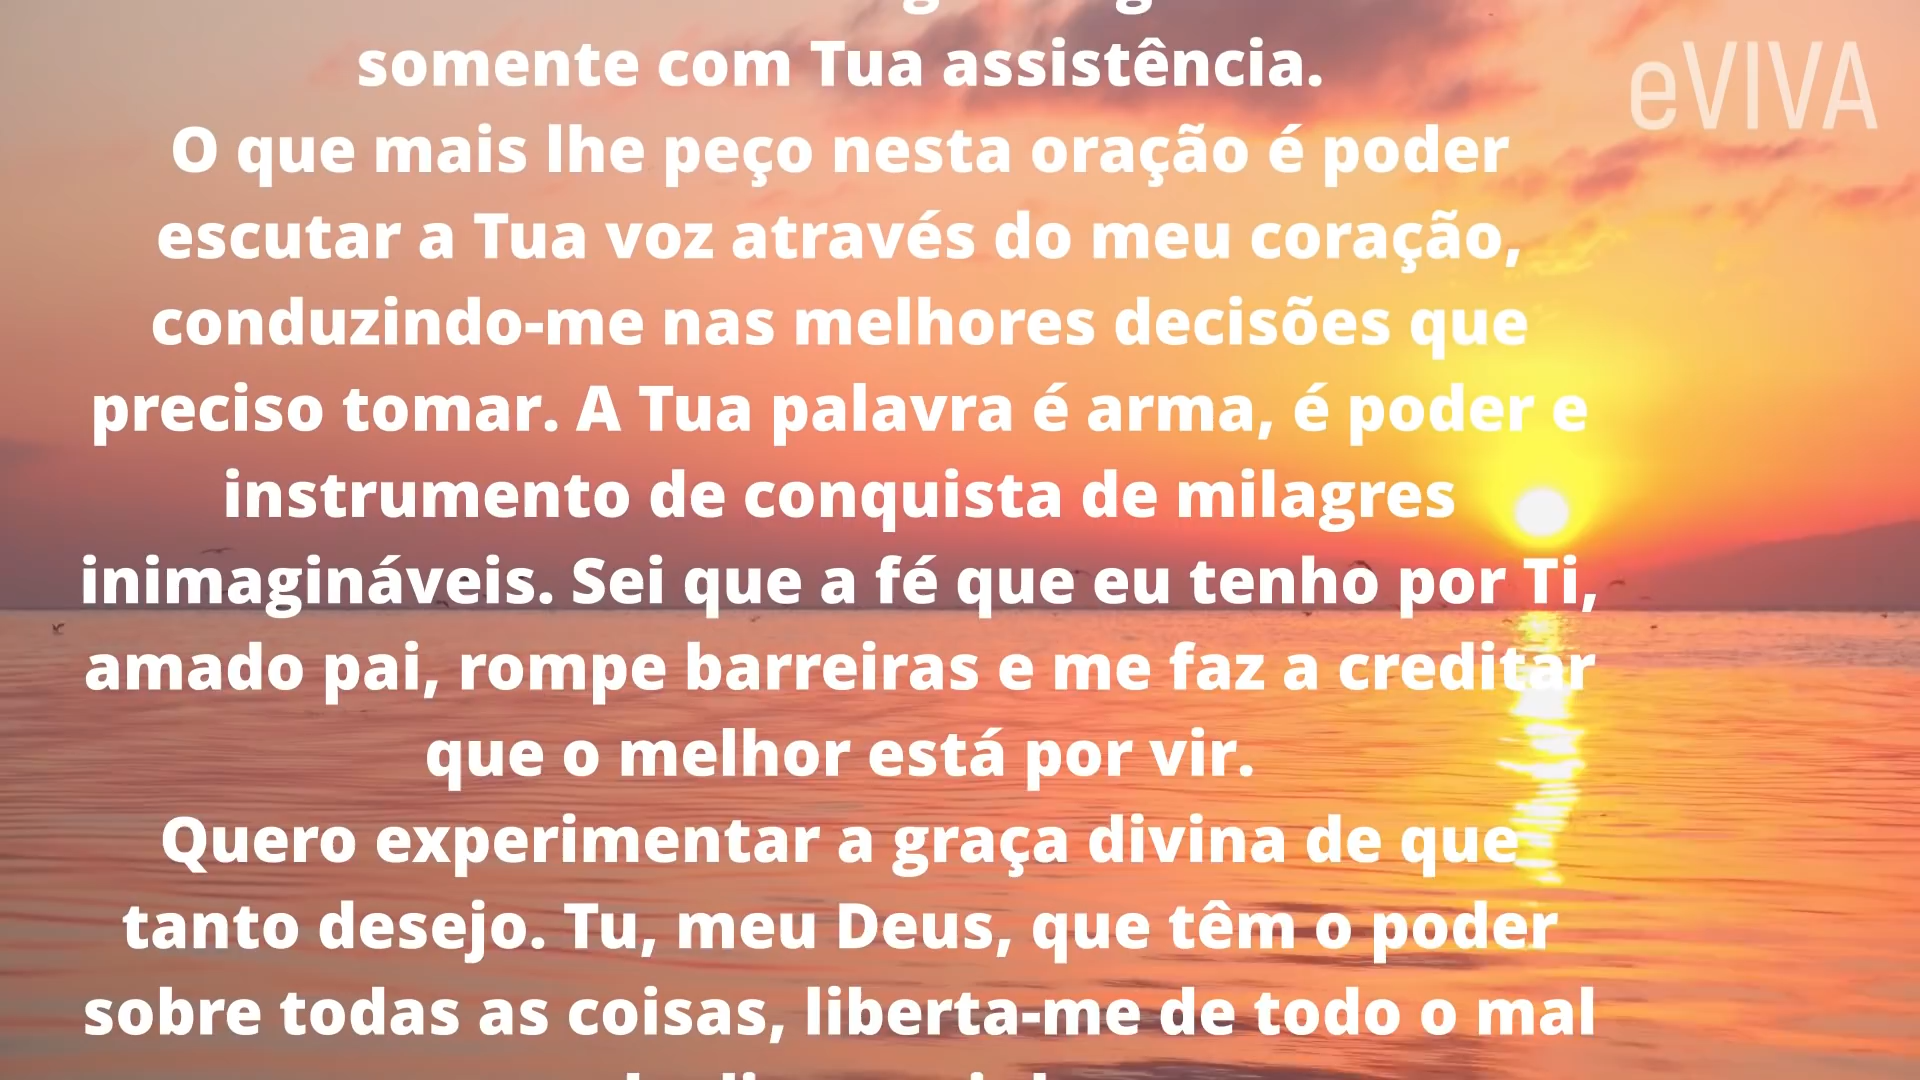 somente com Tua assistência.
eVIVA
O que mais lhe peço nesta oração é poder
escutar a Tua voz através do meu coração,
conduzindo-me nas melhores decisões que
preciso tomar. A Tua palavra é arma, é poder e
instrumento de conquista de milagres
inimagináveis. Sei que a fé que eu tenho por Ti,
amado pai, rompe barreiras e me faz a creditar
que o melhor está por vir.
Quero experimentar a graça divina de que
tanto desejo. Tu, meu Deus, que têm o poder
sobre todas as coisas, liberta-me de todo o mal